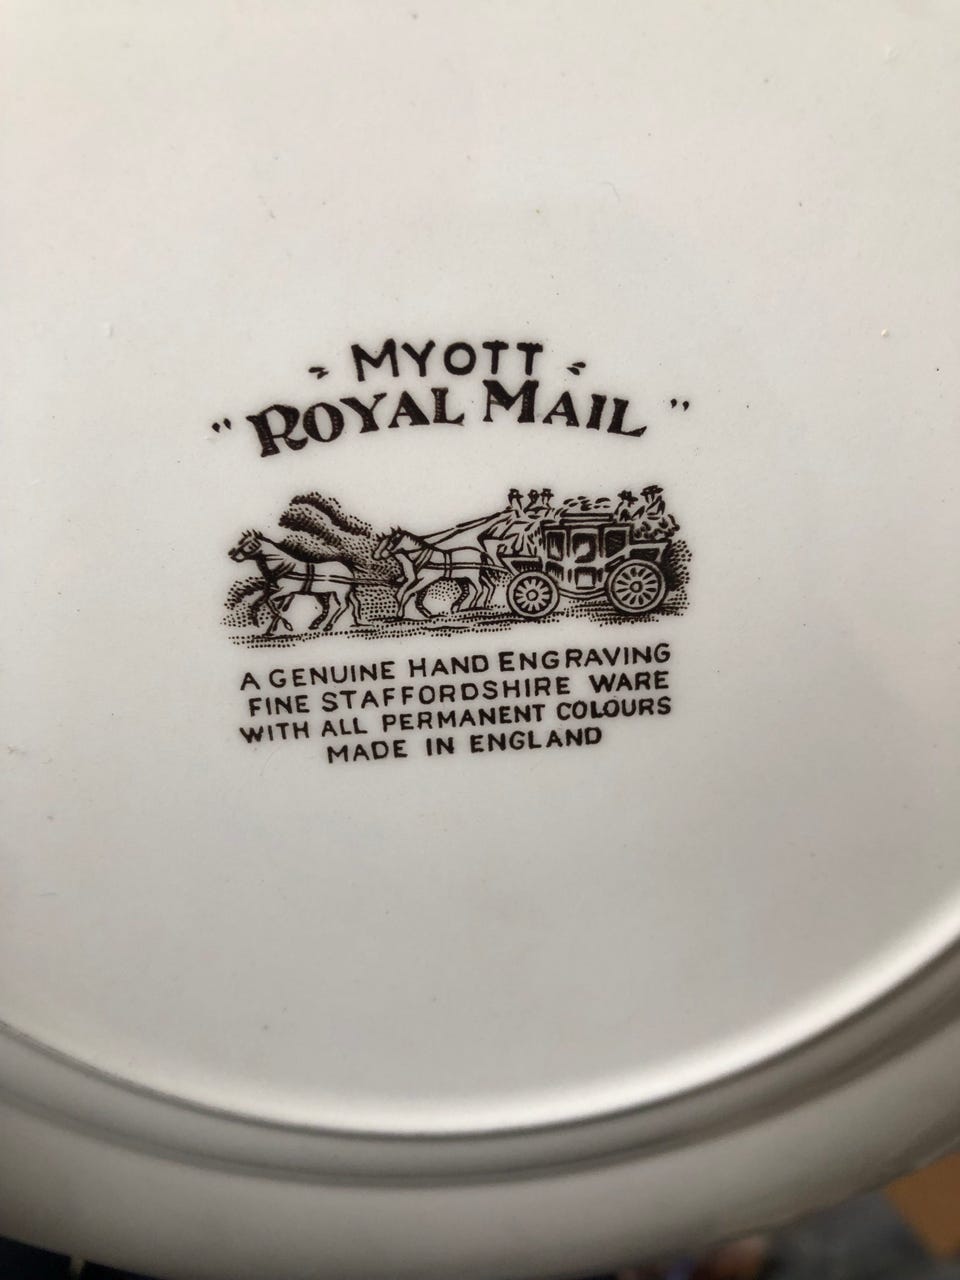 - MYOTT -
"ROYAL MAIL"
A GENUINE HAND ENGRAVING
FINE STAFFORDSHIRE WARE
WITH ALL PERMANENT COLOURS
MADE IN ENGLAND